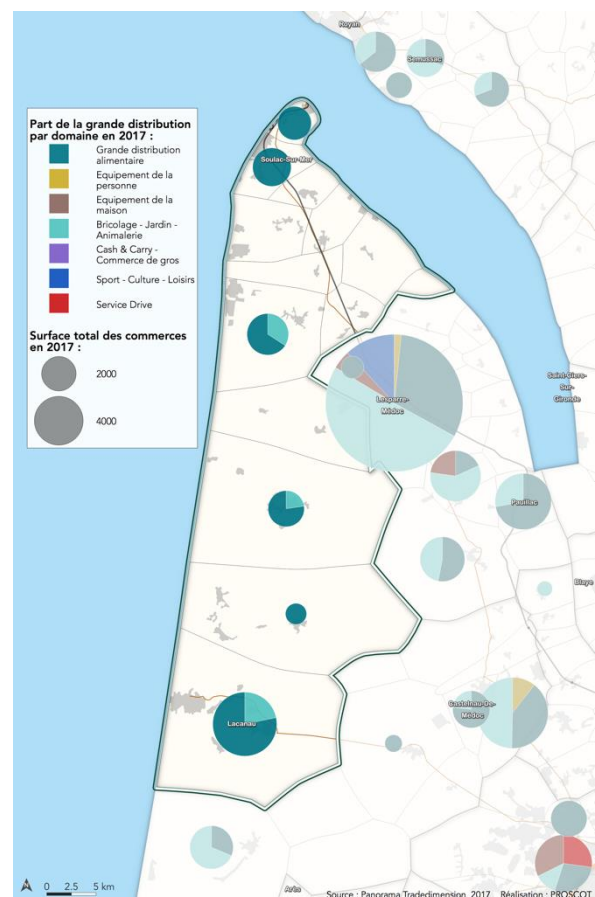 Royan
Semussac
Part de la grande distribution
par domaine en 2017 :
Grande distribution
alimentaire
Equipement de la
personne
Equipement de la
maison
Bricolage - Jardin -
Animalerie
Cash & Carry -
Commerce de gros
Sport - Culture - Loisirs
Service Drive
Surface total des commerces
en 2017 :
2000
4000
Soulac-Sur-Mer
Lesparre-
Médoc
Saint-Ciers-
Sur-
Gironde
Pauillac
Blaye
Castelnau-De-
Médoc
Lacanau
Arès
0 2.5 5 km
Source : Panorama Tradedimension, 2017 Réalisation : PROSCOT